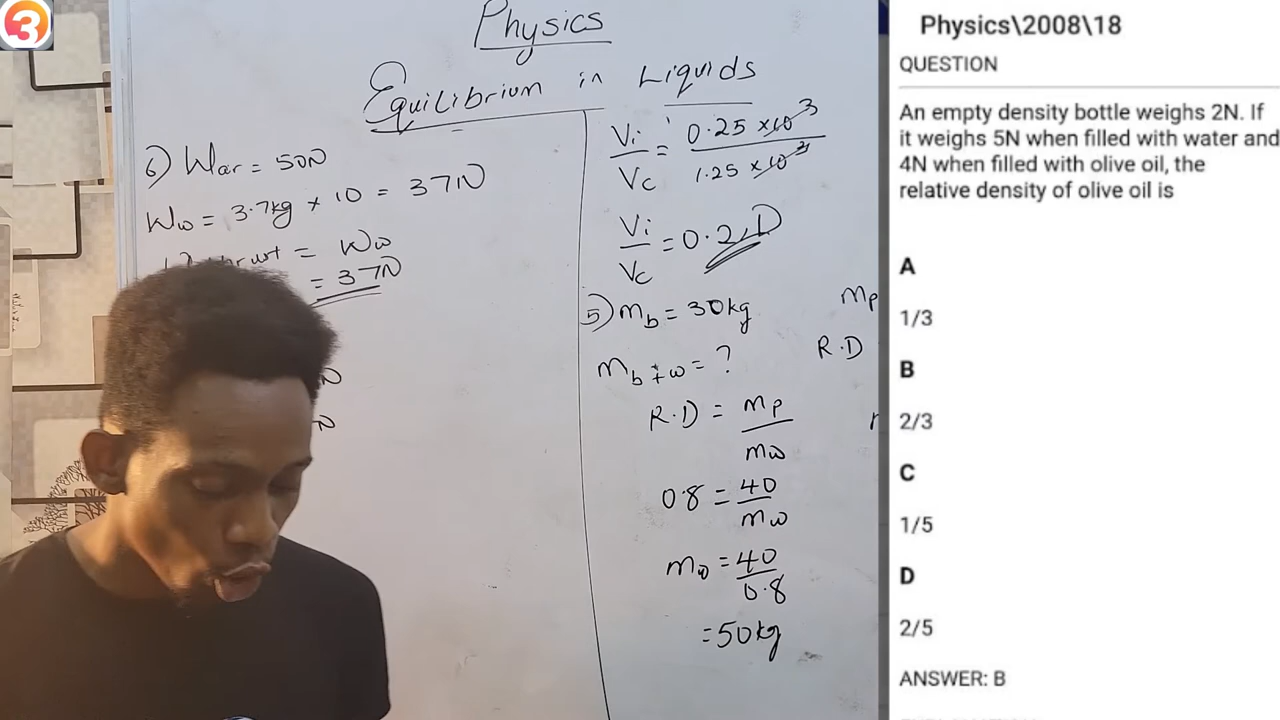 3
Physics
Equilibrium in Liquids
6) War = 50N
Ww = 3.7kg × 10 = 37N
= Ww
= 37N
N
N
Vi/Vc = 0.25 × 10^-3 / 1.25 × 10^-3
Vi/Vc = 0.2, D
5) mb = 30kg
mb+w = ?
R.D = mp/mw
0.8 = 40/mw
mw = 40/0.8
= 50kg
mp
R.D
Physics\2008\18
QUESTION
An empty density bottle weighs 2N. If
it weighs 5N when filled with water and
4N when filled with olive oil, the
relative density of olive oil is
A
1/3
B
2/3
C
1/5
D
2/5
ANSWER: B